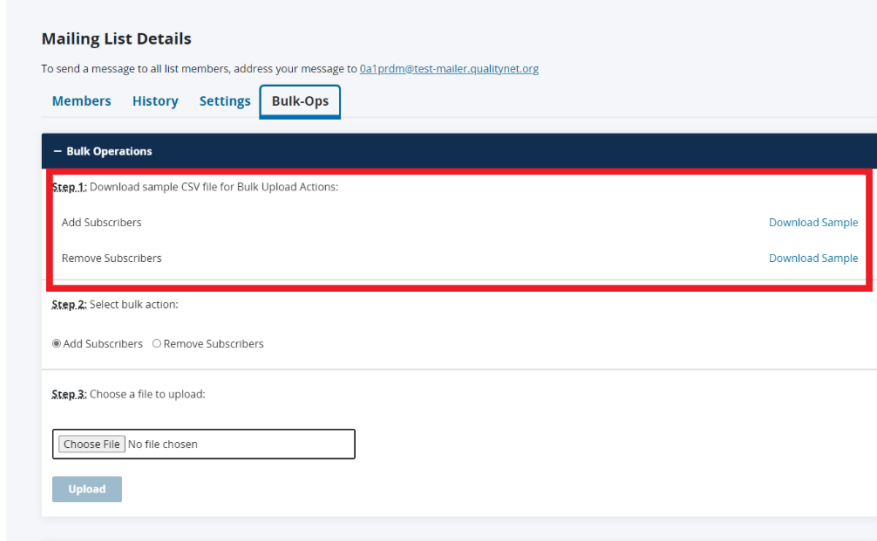 Mailing List Details
To send a message to all list members, address your message to 0a1prdm@test-mailer.qualitynet.org
Members History Settings Bulk-Ops
− Bulk Operations
Step 1: Download sample CSV file for Bulk Upload Actions:
Add Subscribers Download Sample
Remove Subscribers Download Sample
Step 2: Select bulk action:
Add Subscribers Remove Subscribers
Step 3: Choose a file to upload:
Choose File No file chosen
Upload